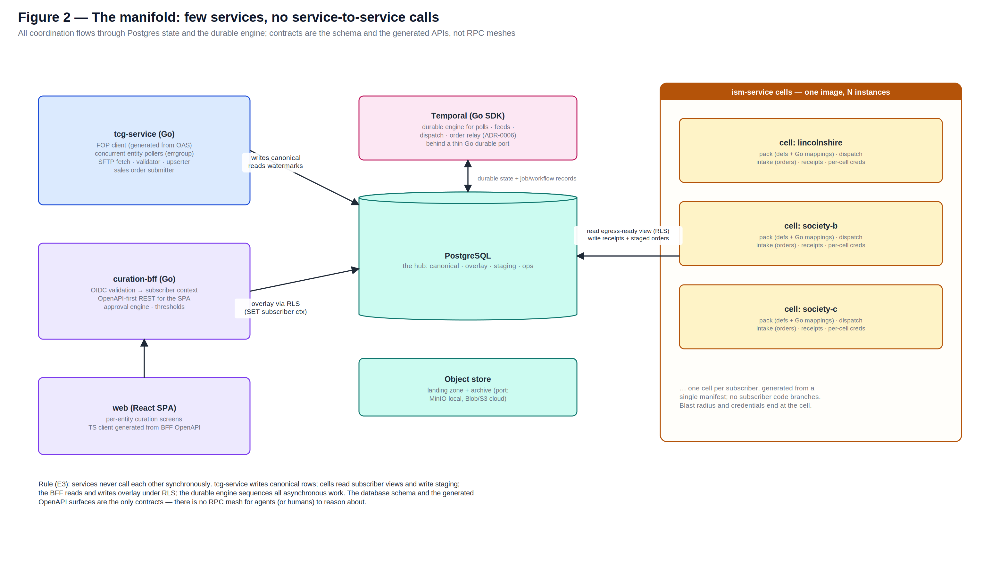 Figure 2 — The manifold: few services, no service-to-service calls
All coordination flows through Postgres state and the durable engine; contracts are the schema and the generated APIs, not RPC meshes
tcg-service (Go)
FOP client (generated from OAS)
concurrent entity pollers (errgroup)
SFTP fetch · validator · upserter
sales order submitter
writes canonical
reads watermarks
Temporal (Go SDK)
durable engine for polls · feeds ·
dispatch · order relay (ADR-0006)
behind a thin Go durable port
durable state + job/workflow records
curation-bff (Go)
OIDC validation → subscriber context
OpenAPI-first REST for the SPA
approval engine · thresholds
overlay via RLS
(SET subscriber ctx)
PostgreSQL
the hub: canonical · overlay · staging · ops
read egress-ready view (RLS)
write receipts + staged orders
web (React SPA)
per-entity curation screens
TS client generated from BFF OpenAPI
Object store
landing zone + archive (port:
MinIO local, Blob/S3 cloud)
ism-service cells — one image, N instances
cell: lincolnshire
pack (defs + Go mappings) · dispatch
intake (orders) · receipts · per-cell creds
cell: society-b
pack (defs + Go mappings) · dispatch
intake (orders) · receipts · per-cell creds
cell: society-c
pack (defs + Go mappings) · dispatch
intake (orders) · receipts · per-cell creds
… one cell per subscriber, generated from a
single manifest; no subscriber code branches.
Blast radius and credentials end at the cell.
Rule (E3): services never call each other synchronously. tcg-service writes canonical rows; cells read subscriber views and write staging;
the BFF reads and writes overlay under RLS; the durable engine sequences all asynchronous work. The database schema and the generated
OpenAPI surfaces are the only contracts — there is no RPC mesh for agents (or humans) to reason about.